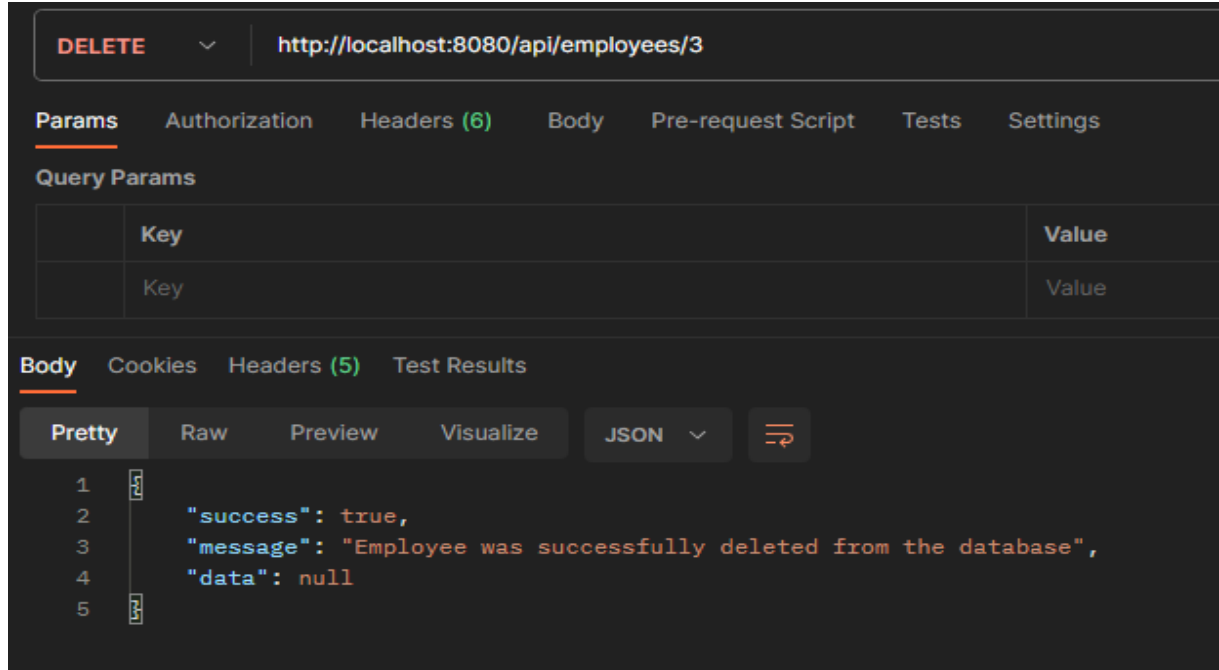 DELETE http://localhost:8080/api/employees/3
Params Authorization Headers (6) Body Pre-request Script Tests Settings
Query Params
Key Value
Key Value
Body Cookies Headers (5) Test Results
Pretty Raw Preview Visualize JSON
1 {
2 "success": true,
3 "message": "Employee was successfully deleted from the database",
4 "data": null
5 }